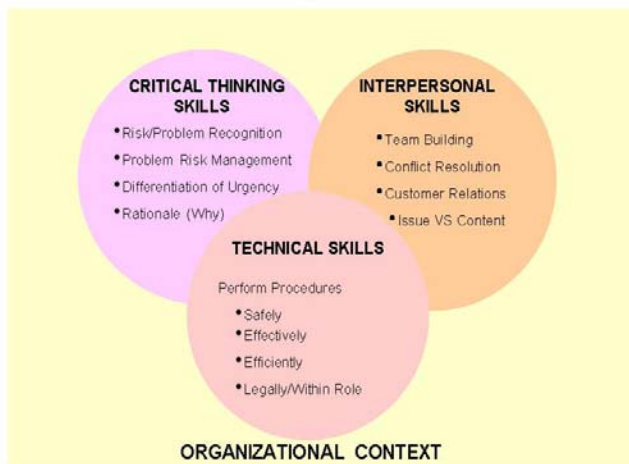 CRITICAL THINKING
SKILLS
•Risk/Problem Recognition
•Problem Risk Management
•Differentiation of Urgency
•Rationale (Why)
INTERPERSONAL
SKILLS
•Team Building
•Conflict Resolution
•Customer Relations
•Issue VS Content
TECHNICAL SKILLS
Perform Procedures
•Safely
•Effectively
•Efficiently
•Legally/Within Role
ORGANIZATIONAL CONTEXT